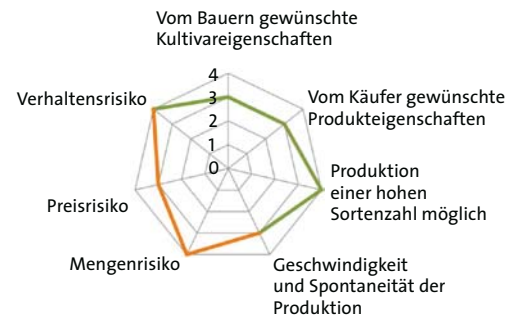 Vom Bauern gewünschte
Kultivareigenschaften
4
3
2
1
0
Vom Käufer gewünschte
Produkteigenschaften
Produktion
einer hohen
Sortenzahl möglich
Geschwindigkeit
und Spontaneität der
Produktion
Mengenrisiko
Preisrisiko
Verhaltensrisiko